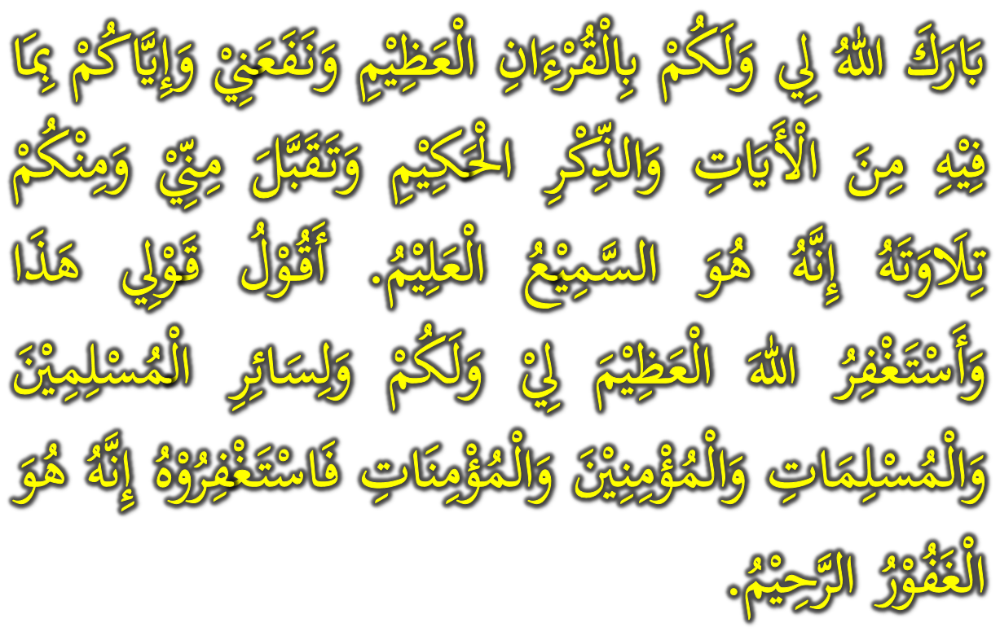 بَارَكَ اللهُ لِي وَلَكُمْ بِالْقُرْءَانِ الْعَظِيْمِ وَنَفَعَنِيْ وَإِيَّاكُمْ بِمَا
فِيْهِ مِنَ الْأَيَاتِ وَالذِّكْرِ الْحَكِيْمِ وَتَقَبَّلَ مِنِّيْ وَمِنْكُمْ
تِلَاوَتَهُ إِنَّهُ هُوَ السَّمِيْعُ الْعَلِيْمُ. أَقُوْلُ قَوْلِي هَذَا
وَأَسْتَغْفِرُ اللهَ الْعَظِيْمَ لِيْ وَلَكُمْ وَلِسَائِرِ الْمُسْلِمِيْنَ
وَالْمُسْلِمَاتِ وَالْمُؤْمِنِيْنَ وَالْمُؤْمِنَاتِ فَاسْتَغْفِرُوْهُ إِنَّهُ هُوَ
الْغَفُوْرُ الرَّحِيْمُ.